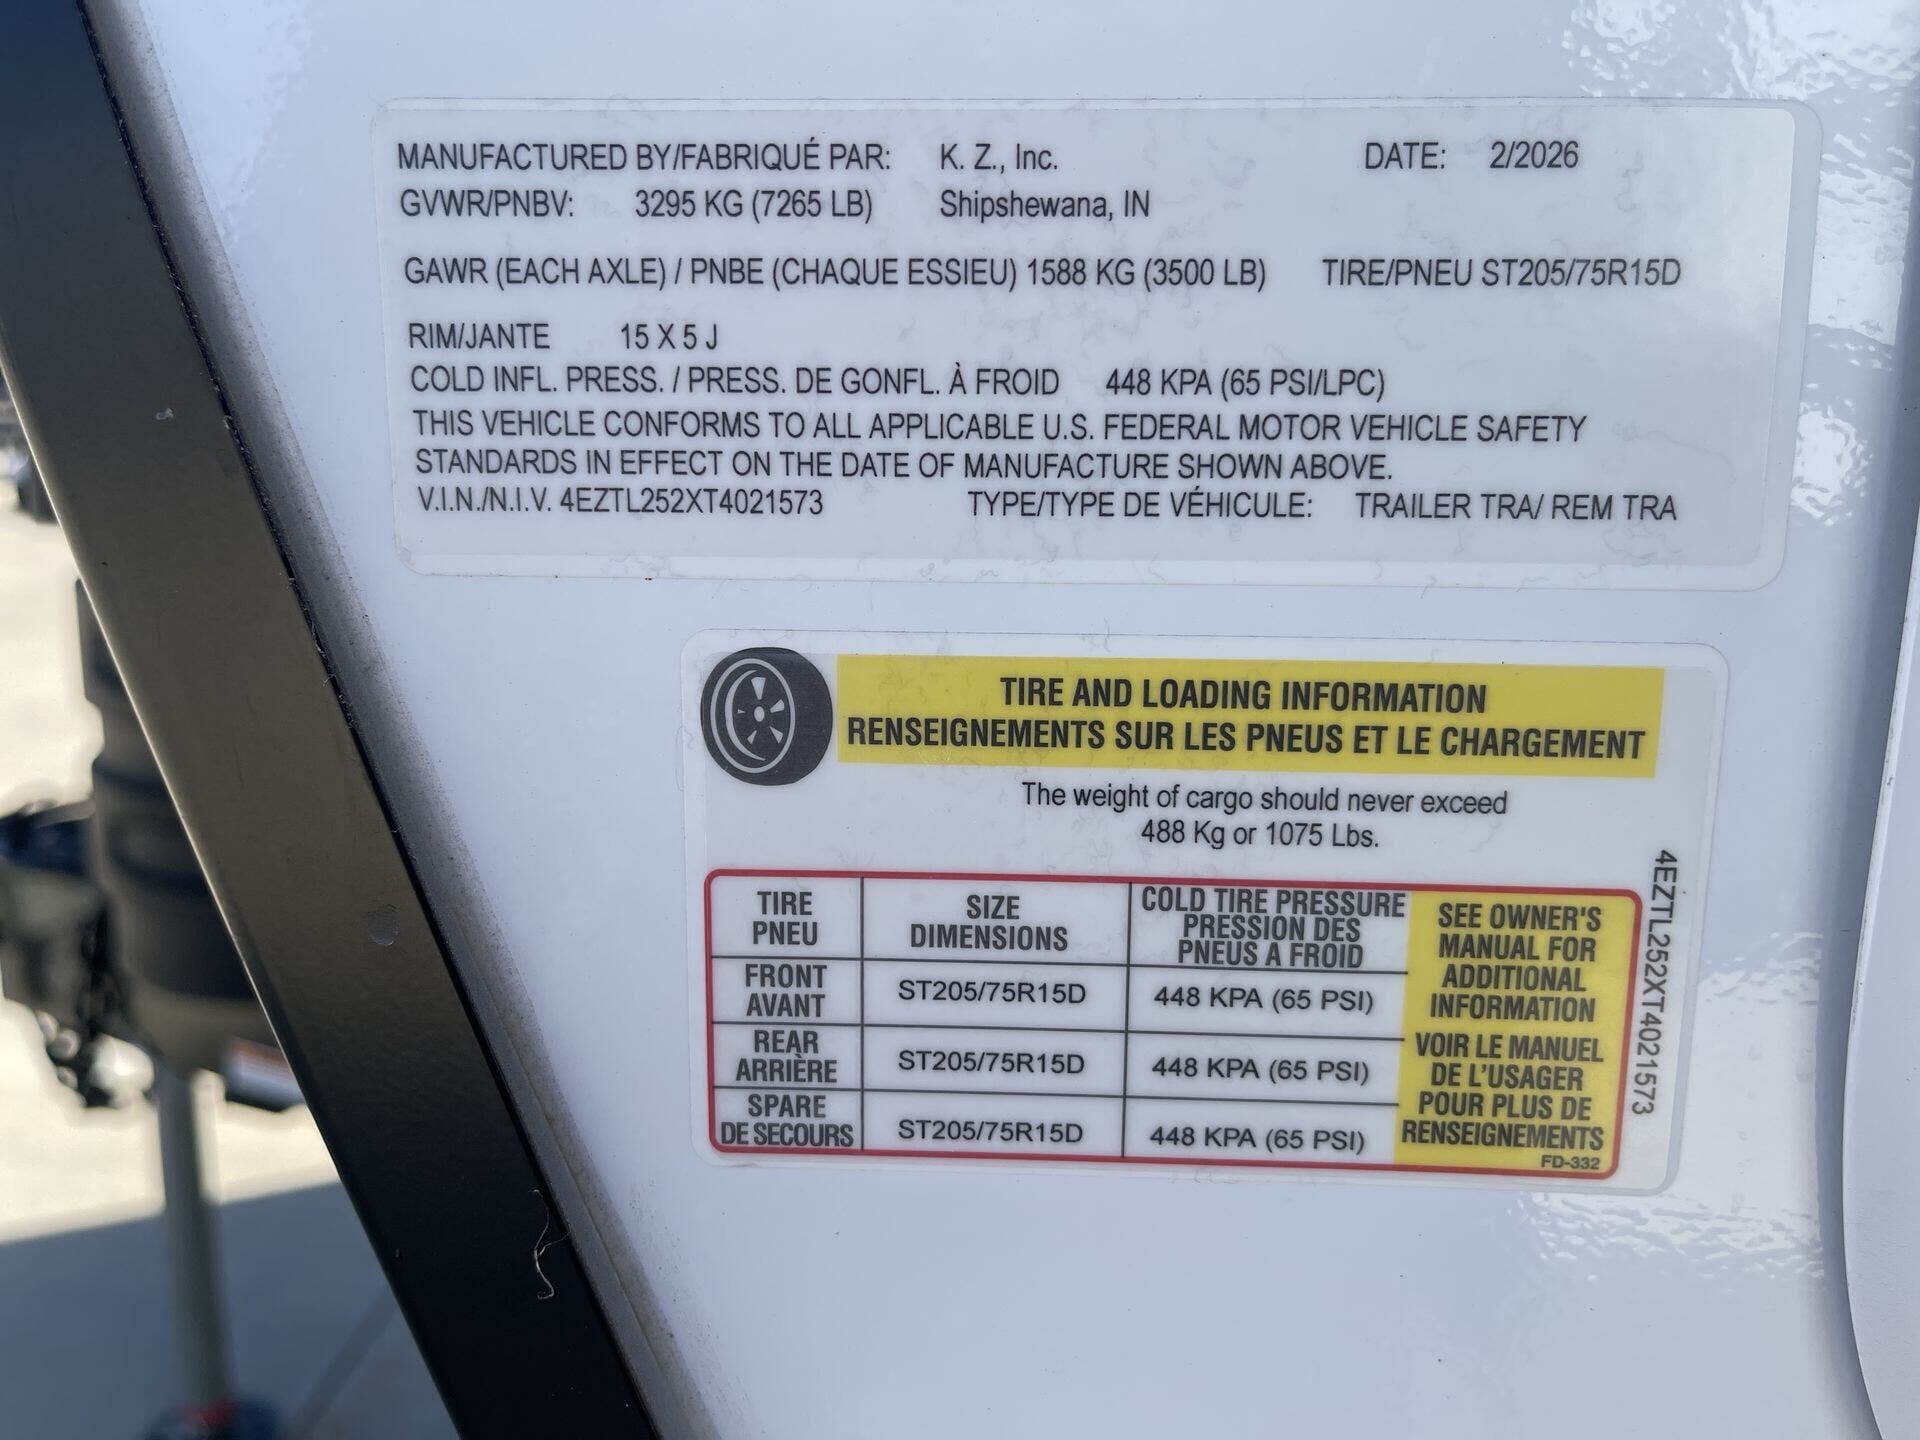 MANUFACTURED BY/FABRIQUÉ PAR: K. Z., Inc. DATE: 2/2026
GVWR/PNBV: 3295 KG (7265 LB) Shipshewana, IN
GAWR (EACH AXLE) / PNBE (CHAQUE ESSIEU) 1588 KG (3500 LB) TIRE/PNEU ST205/75R15D
RIM/JANTE 15 X 5 J
COLD INFL. PRESS. / PRESS. DE GONFL. À FROID 448 KPA (65 PSI/LPC)
THIS VEHICLE CONFORMS TO ALL APPLICABLE U.S. FEDERAL MOTOR VEHICLE SAFETY
STANDARDS IN EFFECT ON THE DATE OF MANUFACTURE SHOWN ABOVE.
V.I.N./N.I.V. 4EZTL252XT4021573 TYPE/TYPE DE VÉHICULE: TRAILER TRA/ REM TRA
TIRE AND LOADING INFORMATION
RENSEIGNEMENTS SUR LES PNEUS ET LE CHARGEMENT
The weight of cargo should never exceed
488 Kg or 1075 Lbs.
TIRE
PNEU
SIZE
DIMENSIONS
COLD TIRE PRESSURE
PRESSION DES
PNEUS A FROID
FRONT
AVANT
ST205/75R15D
448 KPA (65 PSI)
REAR
ARRIÈRE
ST205/75R15D
448 KPA (65 PSI)
SPARE
DE SECOURS
ST205/75R15D
448 KPA (65 PSI)
SEE OWNER'S
MANUAL FOR
ADDITIONAL
INFORMATION
VOIR LE MANUEL
DE L'USAGER
POUR PLUS DE
RENSEIGNEMENTS
FD-332
4EZTL252XT4021573